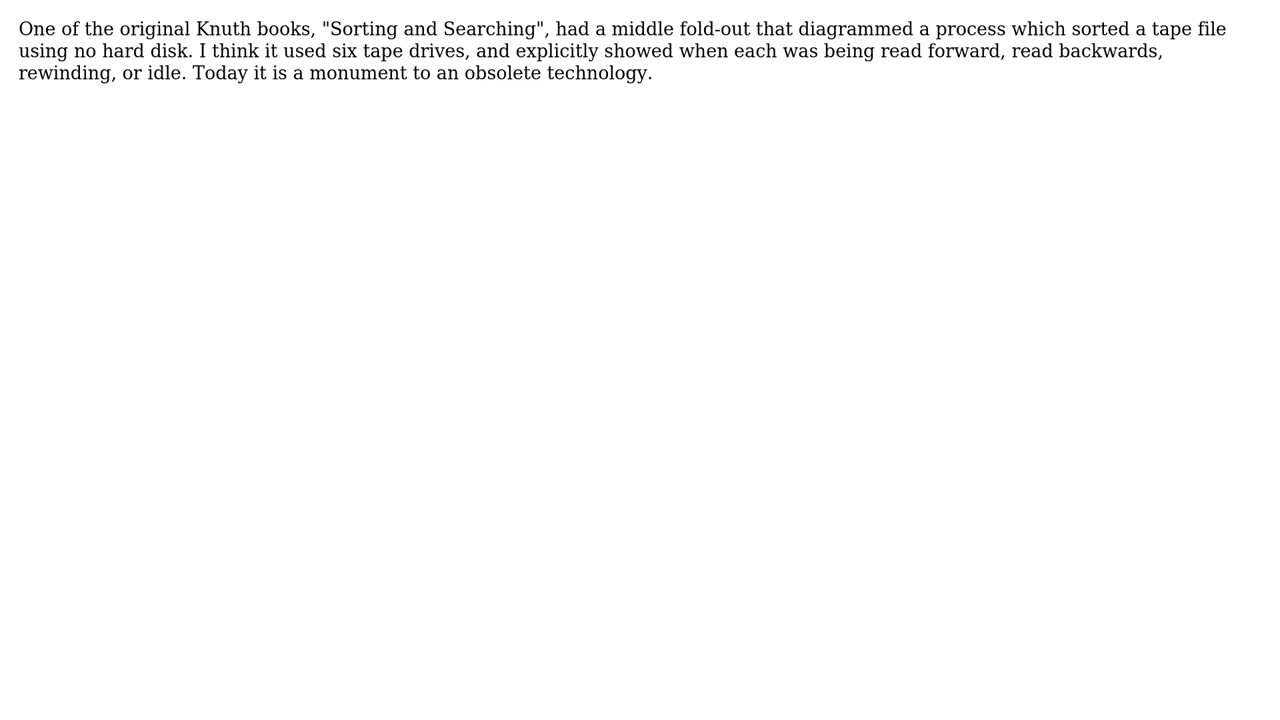 One of the original Knuth books, "Sorting and Searching", had a middle fold-out that diagrammed a process which sorted a tape file
using no hard disk. I think it used six tape drives, and explicitly showed when each was being read forward, read backwards,
rewinding, or idle. Today it is a monument to an obsolete technology.